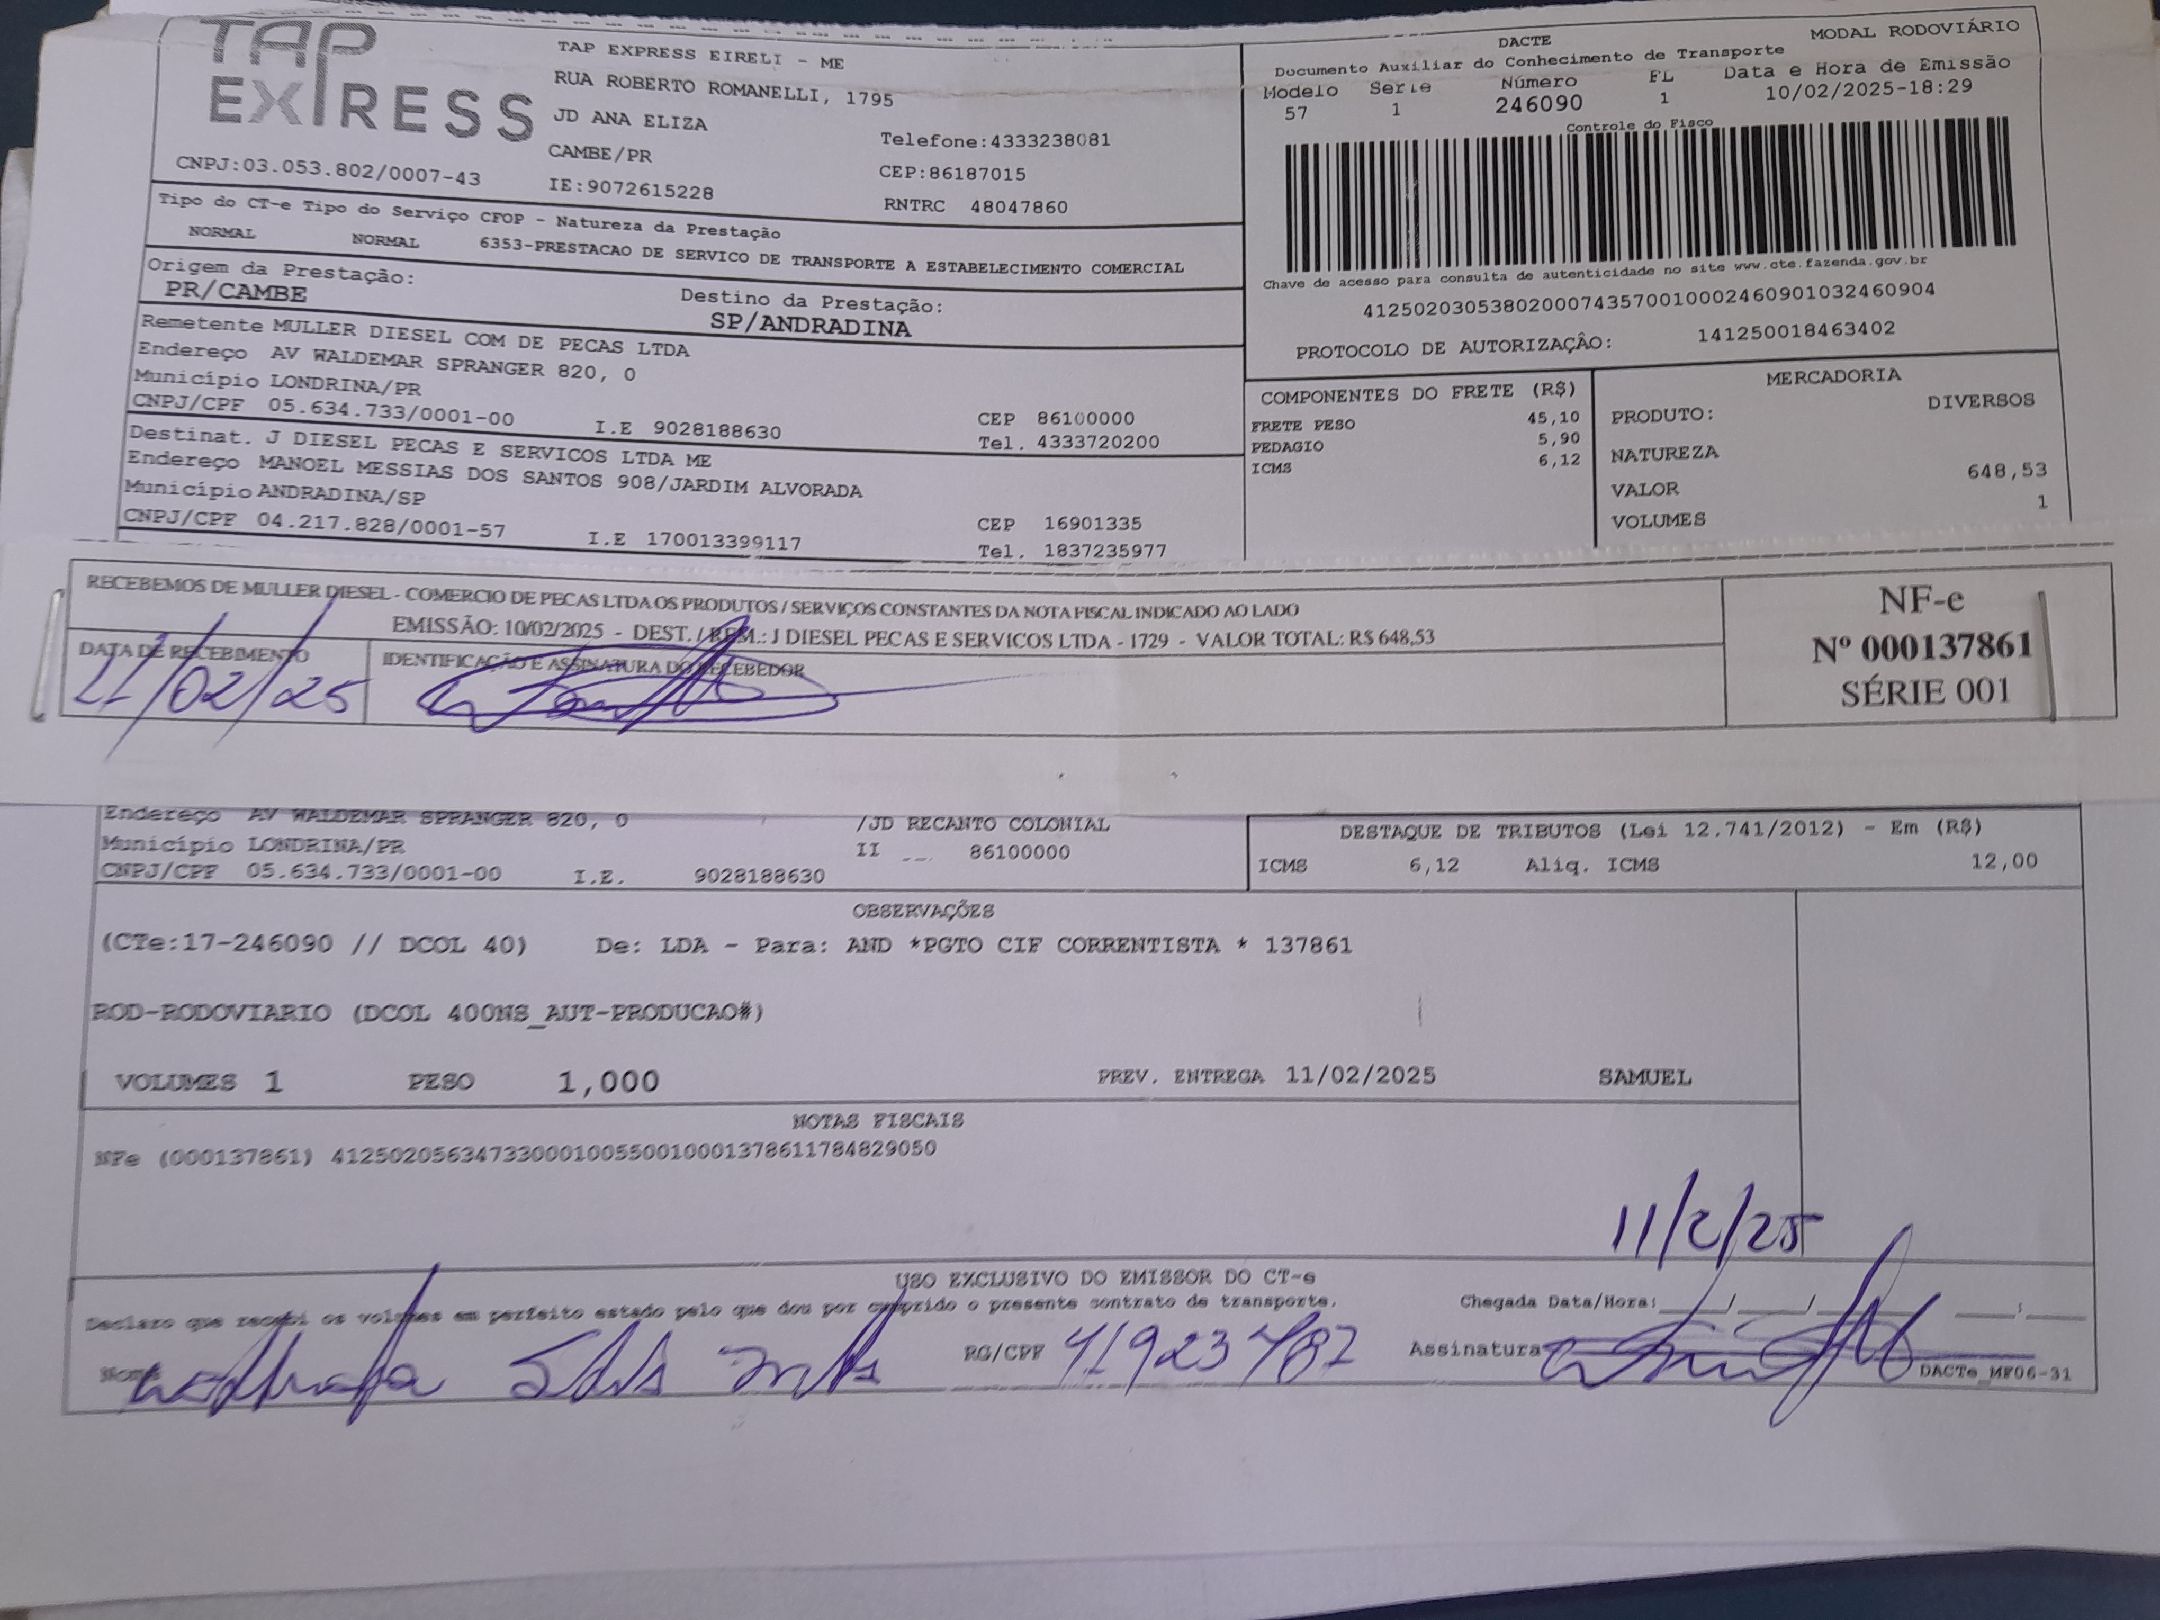 TAP EXPRESS
TAP EXPRESS EIRELI - ME
RUA ROBERTO ROMANELLI, 1795
JD ANA ELIZA
Telefone:4333238081
CAMBE/PR
CEP:86187015
CNPJ:03.053.802/0007-43
IE:9072615228
RNTRC 48047860
DACTE
MODAL RODOVIÁRIO
Documento Auxiliar do Conhecimento de Transporte
Modelo Serie Número FL Data e Hora de Emissão
57 1 246090 1 10/02/2025-18:29
Controle do Fisco
Chave de acesso para consulta de autenticidade no site www.cte.fazenda.gov.br
41250203053802000743570010002460901032460904
PROTOCOLO DE AUTORIZAÇÃO: 141250018463402
Tipo do CT-e Tipo do Serviço CFOP - Natureza da Prestação
NORMAL NORMAL 6353-PRESTACAO DE SERVICO DE TRANSPORTE A ESTABELECIMENTO COMERCIAL
Origem da Prestação:
PR/CAMBE
Destino da Prestação:
SP/ANDRADINA
Remetente MULLER DIESEL COM DE PECAS LTDA
Endereço AV WALDEMAR SPRANGER 820, 0
Município LONDRINA/PR
CEP 86100000
CNPJ/CPF 05.634.733/0001-00 I.E 9028188630
Tel. 4333720200
Destinat. J DIESEL PECAS E SERVICOS LTDA ME
Endereço MANOEL MESSIAS DOS SANTOS 908/JARDIM ALVORADA
Município ANDRADINA/SP
CEP 16901335
CNPJ/CPF 04.217.828/0001-57 I.E 170013399117
Tel. 1837235977
COMPONENTES DO FRETE (R$)
FRETE PESO 45,10
PEDAGIO 5,90
ICMS 6,12
MERCADORIA
PRODUTO: DIVERSOS
NATUREZA
VALOR 648,53
VOLUMES 1
RECEBEMOS DE MULLER DIESEL - COMERCIO DE PECAS LTDA OS PRODUTOS / SERVIÇOS CONSTANTES DA NOTA FISCAL INDICADO AO LADO
EMISSÃO: 10/02/2025 - DEST. / REM.: J DIESEL PECAS E SERVICOS LTDA - 1729 - VALOR TOTAL: R$ 648,53
DATA DE RECEBIMENTO
IDENTIFICAÇÃO E ASSINATURA DO RECEBEDOR
11/02/25
NF-e
Nº 000137861
SÉRIE 001
Endereço AV WALDEMAR SPRANGER 820, 0 /JD RECANTO COLONIAL
Município LONDRINA/PR 86100000
CNPJ/CPF 05.634.733/0001-00 I.E. 9028188630
DESTAQUE DE TRIBUTOS (Lei 12.741/2012) - Em (R$)
ICMS 6,12 Aliq. ICMS 12,00
OBSERVAÇÕES
(CTe:17-246090 // DCOL 40) De: LDA - Para: AND *PGTO CIF CORRENTISTA * 137861
ROD-RODOVIARIO (DCOL 400NS_AUT-PRODUCAO#)
VOLUMES 1 PESO 1,000 PREV. ENTREGA 11/02/2025 SAMUEL
NOTAS FISCAIS
NFe (000137861) 41250205634733000100550010001378611784829050
11/2/25
USO EXCLUSIVO DO EMISSOR DO CT-e
Declaro que recebi os volumes em perfeito estado pelo que dou por cumprido o presente contrato de transporte.
Chegada Data/Hora: __/__/__ __:__
Nome
RG/CPF 41923487
Assinatura
DACTe_MF06-31